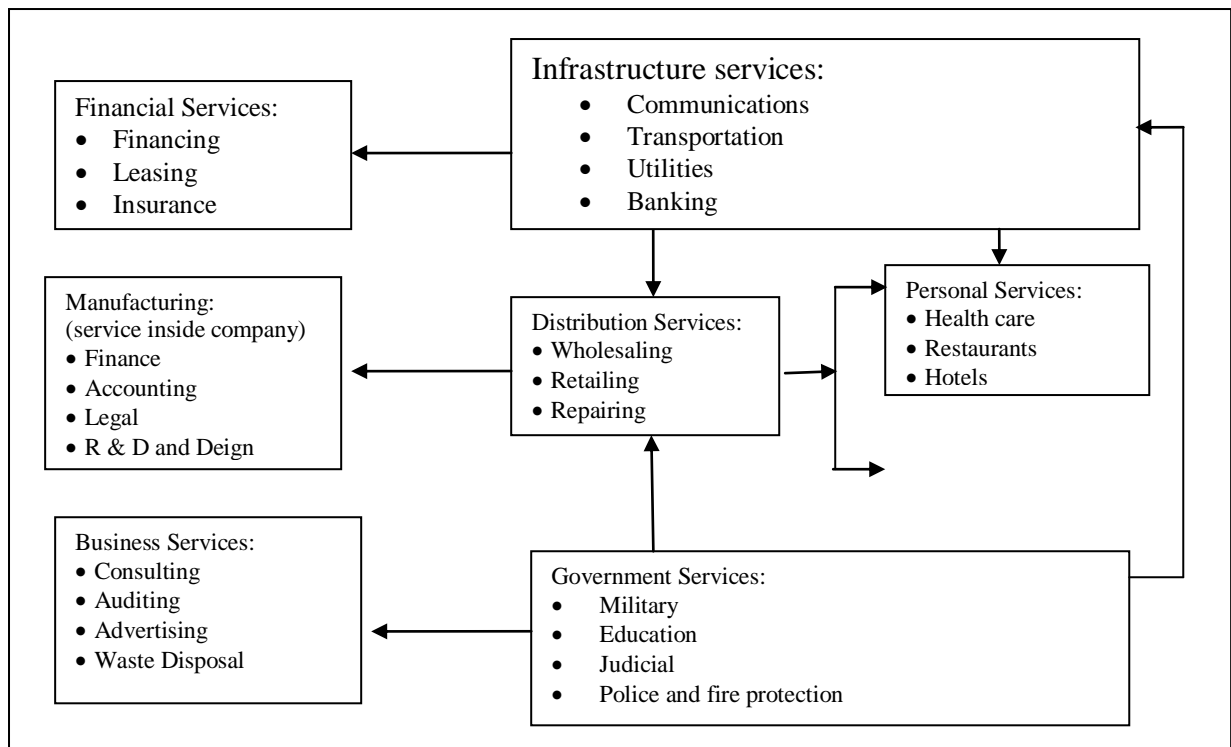 Infrastructure services:
• Communications
• Transportation
• Utilities
• Banking
Financial Services:
• Financing
• Leasing
• Insurance
Manufacturing:
(service inside company)
• Finance
• Accounting
• Legal
• R & D and Deign
Distribution Services:
• Wholesaling
• Retailing
• Repairing
Personal Services:
• Health care
• Restaurants
• Hotels
Business Services:
• Consulting
• Auditing
• Advertising
• Waste Disposal
Government Services:
• Military
• Education
• Judicial
• Police and fire protection